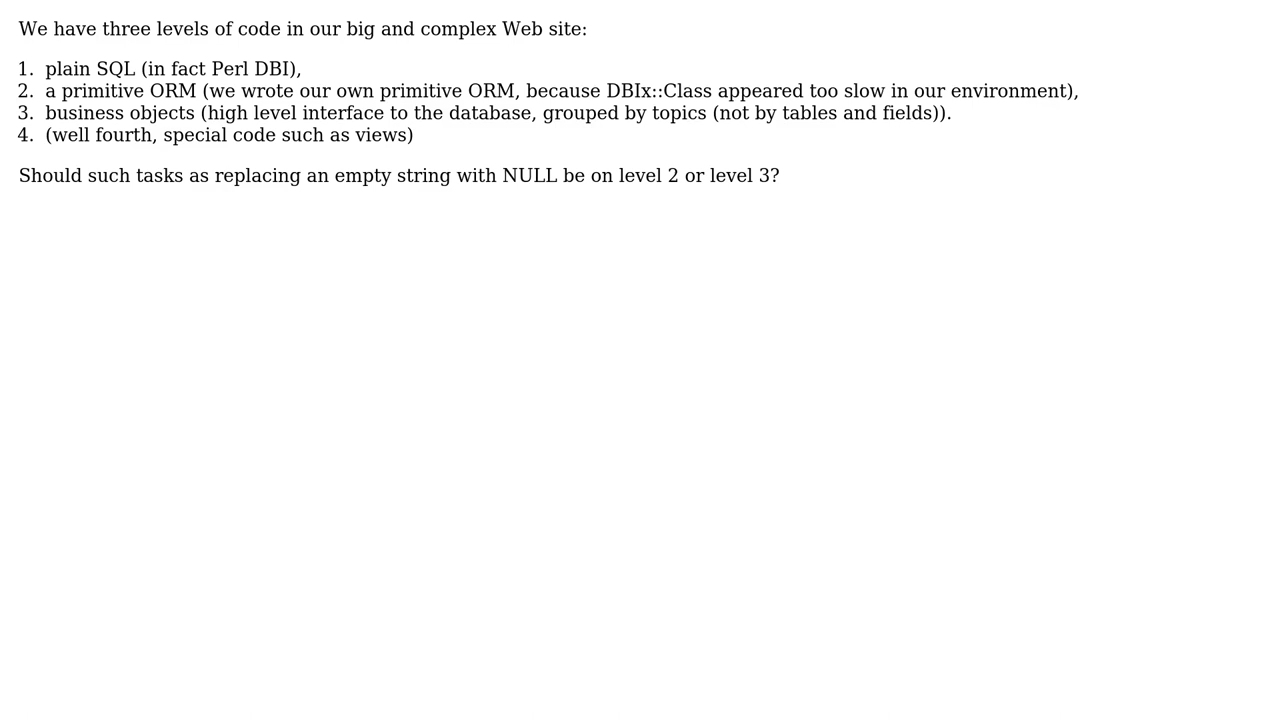 We have three levels of code in our big and complex Web site:
1. plain SQL (in fact Perl DBI),
2. a primitive ORM (we wrote our own primitive ORM, because DBIx::Class appeared too slow in our environment),
3. business objects (high level interface to the database, grouped by topics (not by tables and fields)).
4. (well fourth, special code such as views)
Should such tasks as replacing an empty string with NULL be on level 2 or level 3?